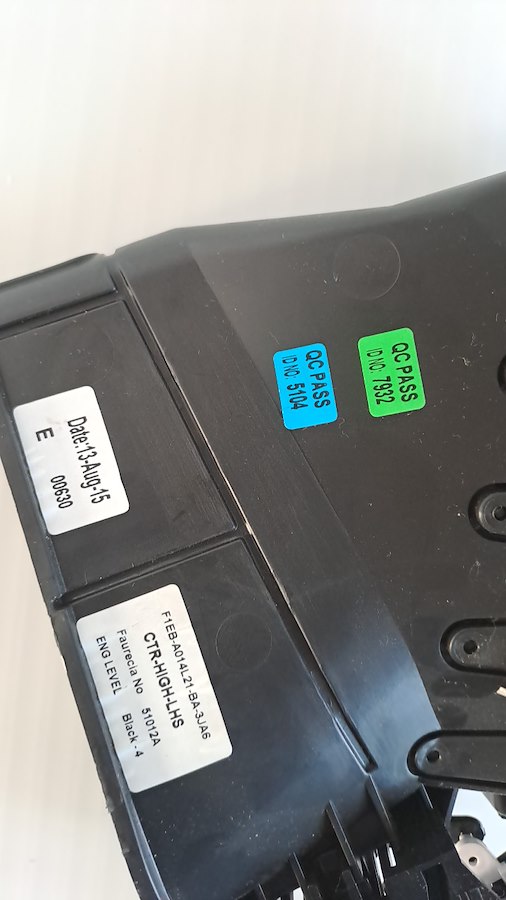 QC PASS
ID NO. 7932
QC PASS
ID NO. 5104
Date:13-Aug-15
E 00630
F1EB-A014L21-BA-3JA6
CTR-HIGH-LHS
Faurecia No 51012A
ENG LEVEL Black - 4